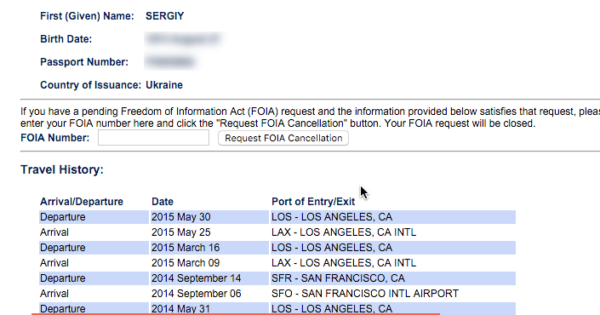 First (Given) Name: SERGIY
Birth Date:
Passport Number:
Country of Issuance: Ukraine
If you have a pending Freedom of Information Act (FOIA) request and the information provided below satisfies that request, pleas
enter your FOIA number here and click the "Request FOIA Cancellation" button. Your FOIA request will be closed.
FOIA Number: Request FOIA Cancellation
Travel History:
Arrival/Departure Date Port of Entry/Exit
Departure 2015 May 30 LOS - LOS ANGELES, CA
Arrival 2015 May 25 LAX - LOS ANGELES, CA INTL
Departure 2015 March 16 LOS - LOS ANGELES, CA
Arrival 2015 March 09 LAX - LOS ANGELES, CA INTL
Departure 2014 September 14 SFR - SAN FRANCISCO, CA
Arrival 2014 September 06 SFO - SAN FRANCISCO INTL AIRPORT
Departure 2014 May 31 LOS - LOS ANGELES, CA